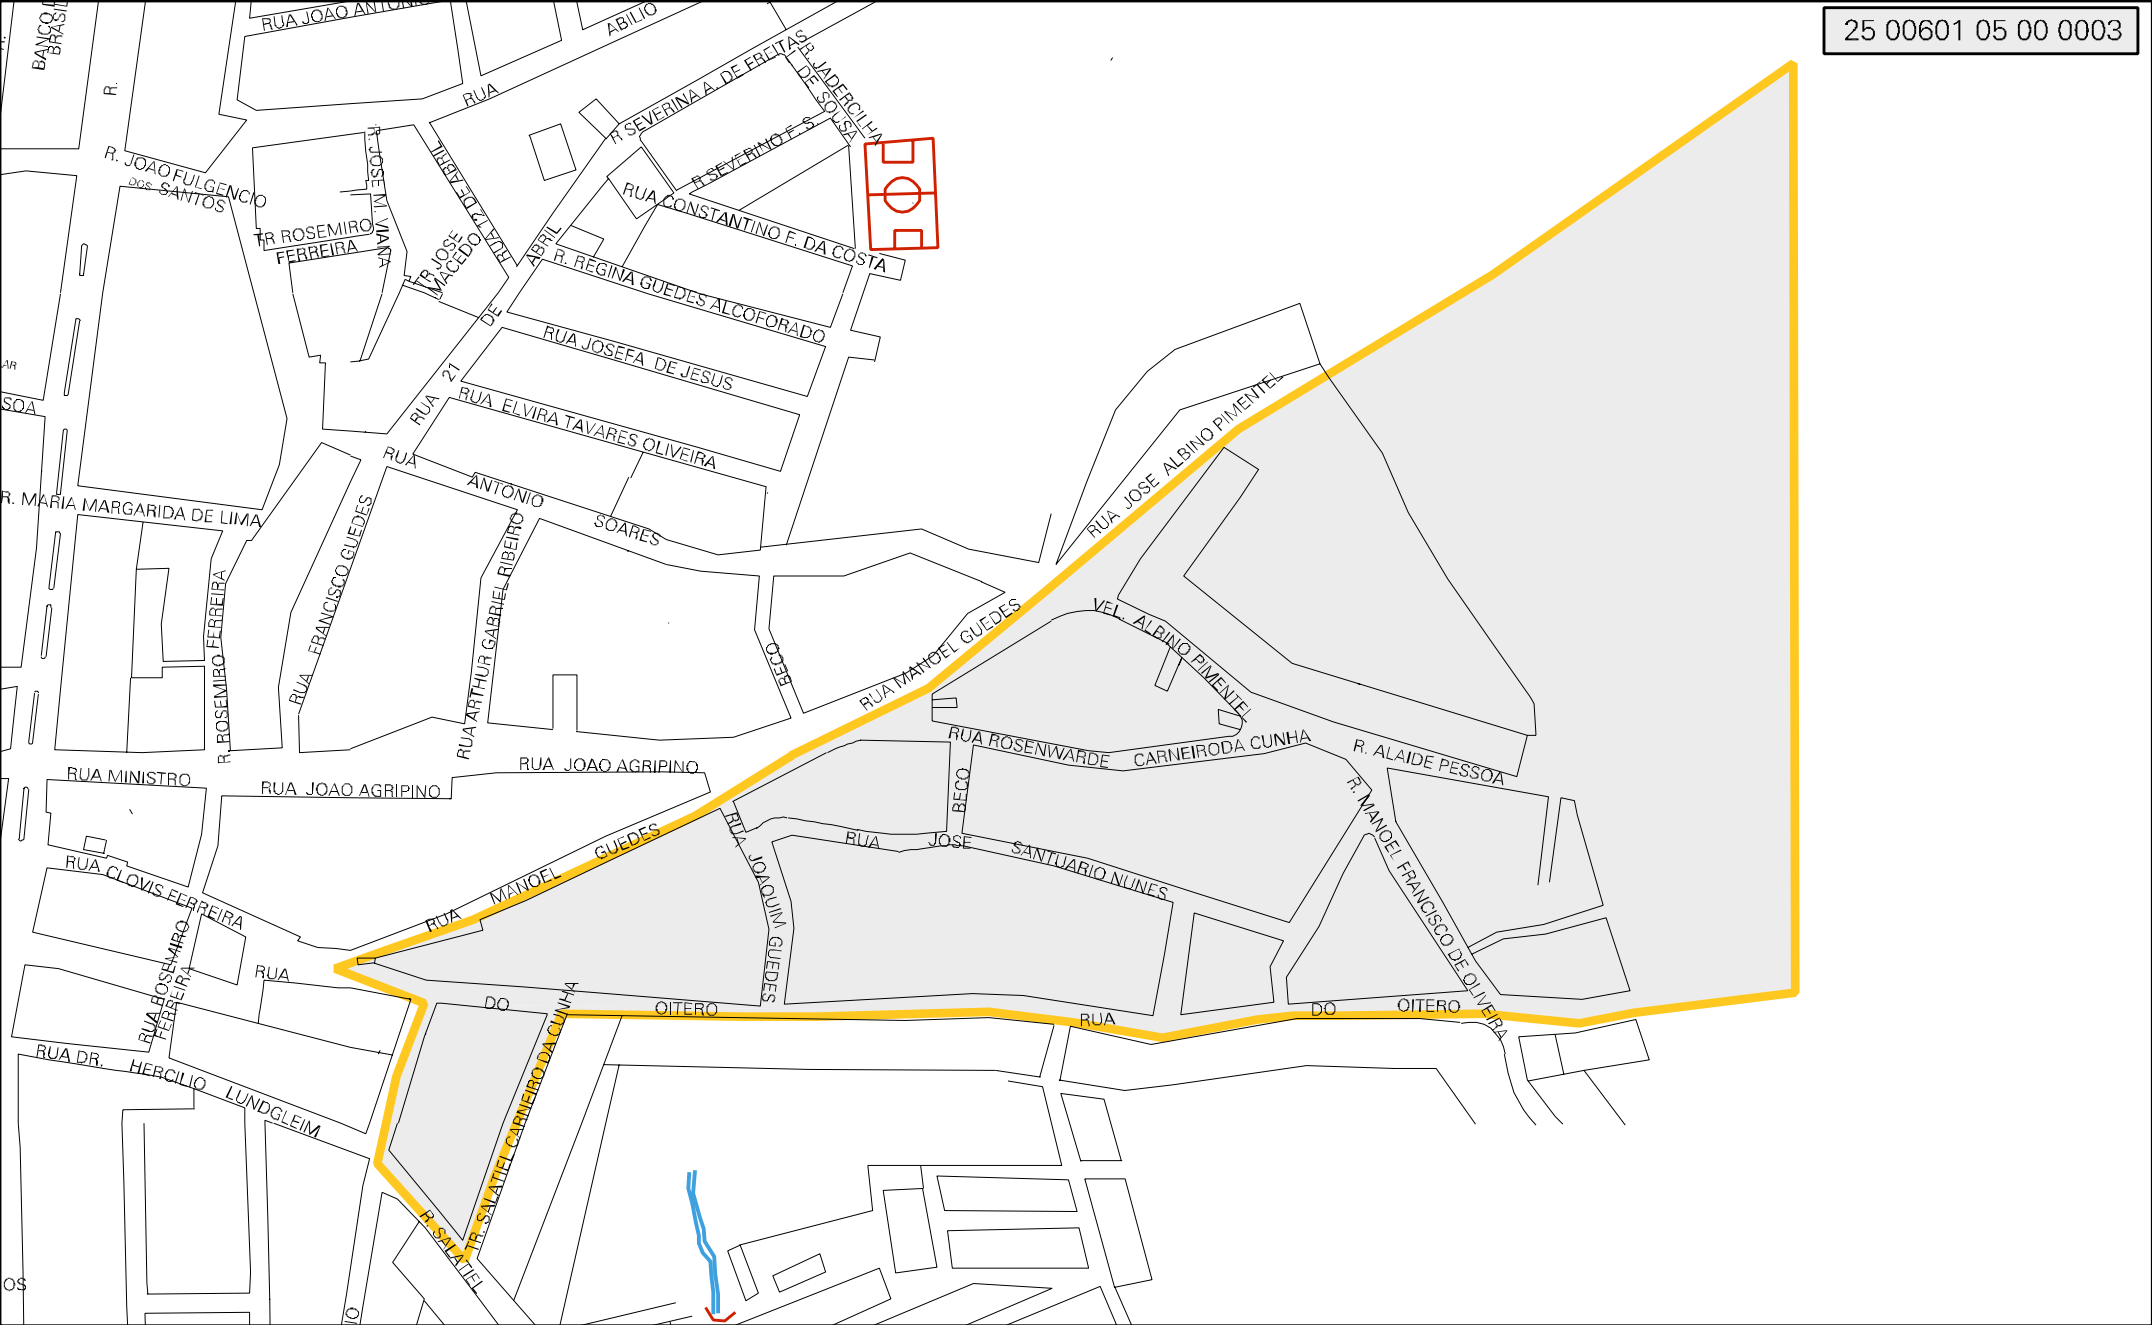 25 00601 05 00 0003
RUA JOAO ANTONIO
ABILIO
RUA
BANCO
BRASIL
R.
R SEVERINA A. DE FREITAS
R. JADERCILHA
DE SOUSA
R SEVERINO F. S.
R. JOAO FULGENCIO
DOS SANTOS
R. JOSE M. VIANA
RUA 12 DE ABRIL
RUA CONSTANTINO F. DA COSTA
TR ROSEMIRO
FERREIRA
TR JOSE
MACEDO
R. REGINA GUEDES ALCOFORADO
RUA 21 DE ABRIL
RUA JOSEFA DE JESUS
AR
SOA
RUA ELVIRA TAVARES OLIVEIRA
RUA JOSE ALBINO PIMENTEL
RUA ANTONIO SOARES
R. MARIA MARGARIDA DE LIMA
RUA FRANCISCO GUEDES
RUA ARTHUR GABRIEL RIBEIRO
R. ROSEMIRO FERREIRA
BECO
RUA MANOEL GUEDES
VEL. ALBINO PIMENTEL
RUA ROSENWARDE CARNEIRODA CUNHA
R. ALAIDE PESSOA
RUA MINISTRO
RUA JOAO AGRIPINO
RUA JOAO AGRIPINO
BECO
R. MANOEL FRANCISCO DE OLIVEIRA
RUA JOSE SANTUARIO NUNES
RUA JOAQUIM GUEDES
RUA MANOEL GUEDES
RUA CLOVIS FERREIRA
RUA ROSEMIRO
FERREIRA
RUA DO OITERO
RUA DO OITERO
TR. SALATIEL CARNEIRO DA CUNHA
RUA DR. HERCILIO LUNDGLEIM
R. SALATIEL
OS
IO